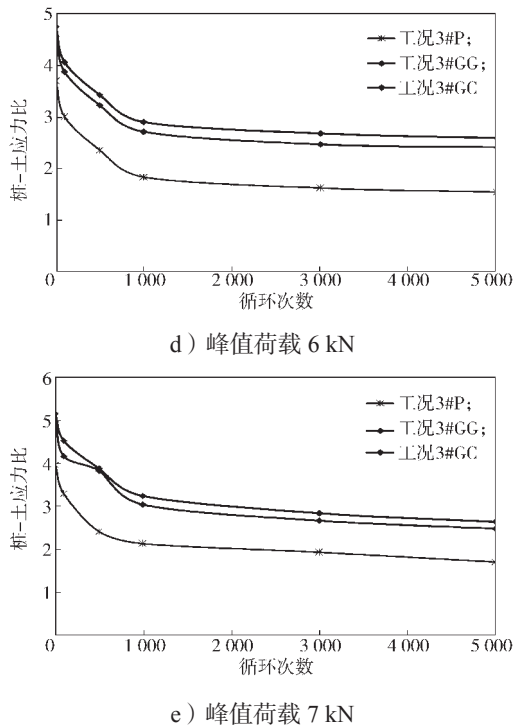 5
4
3
2
1
0
桩-土应力比
工况3#P；
工况3#GG；
工况3#GC
1 000
2 000
3 000
4 000
5 000
循环次数
d）峰值荷载 6 kN
6
5
4
3
2
1
0
桩-土应力比
工况3#P；
工况3#GG；
工况3#GC
1 000
2 000
3 000
4 000
5 000
循环次数
e）峰值荷载 7 kN